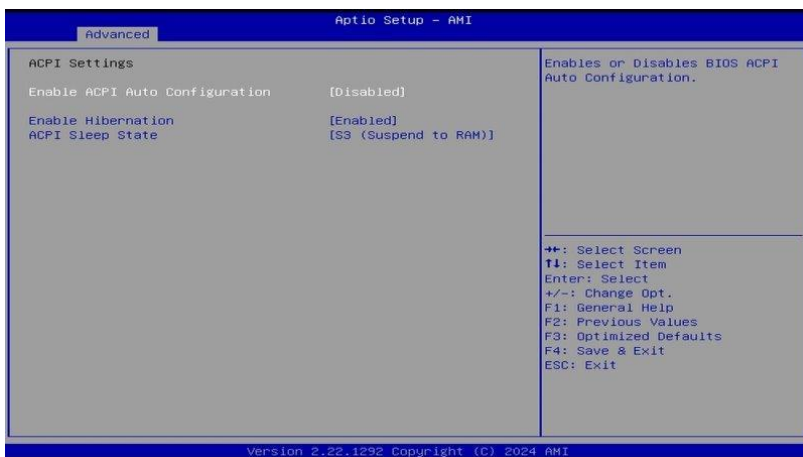 Aptio Setup – AMI
Advanced
ACPI Settings
Enable ACPI Auto Configuration [Disabled]
Enable Hibernation [Enabled]
ACPI Sleep State [S3 (Suspend to RAM)]
Enables or Disables BIOS ACPI
Auto Configuration.
→←: Select Screen
↑↓: Select Item
Enter: Select
+/-: Change Opt.
F1: General Help
F2: Previous Values
F3: Optimized Defaults
F4: Save & Exit
ESC: Exit
Version 2.22.1292 Copyright (C) 2024 AMI